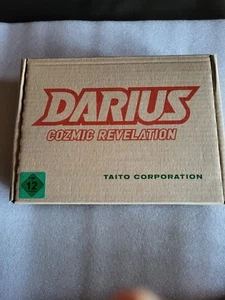 DARIUS
COZMIC REVELATION
TAITO CORPORATION
12